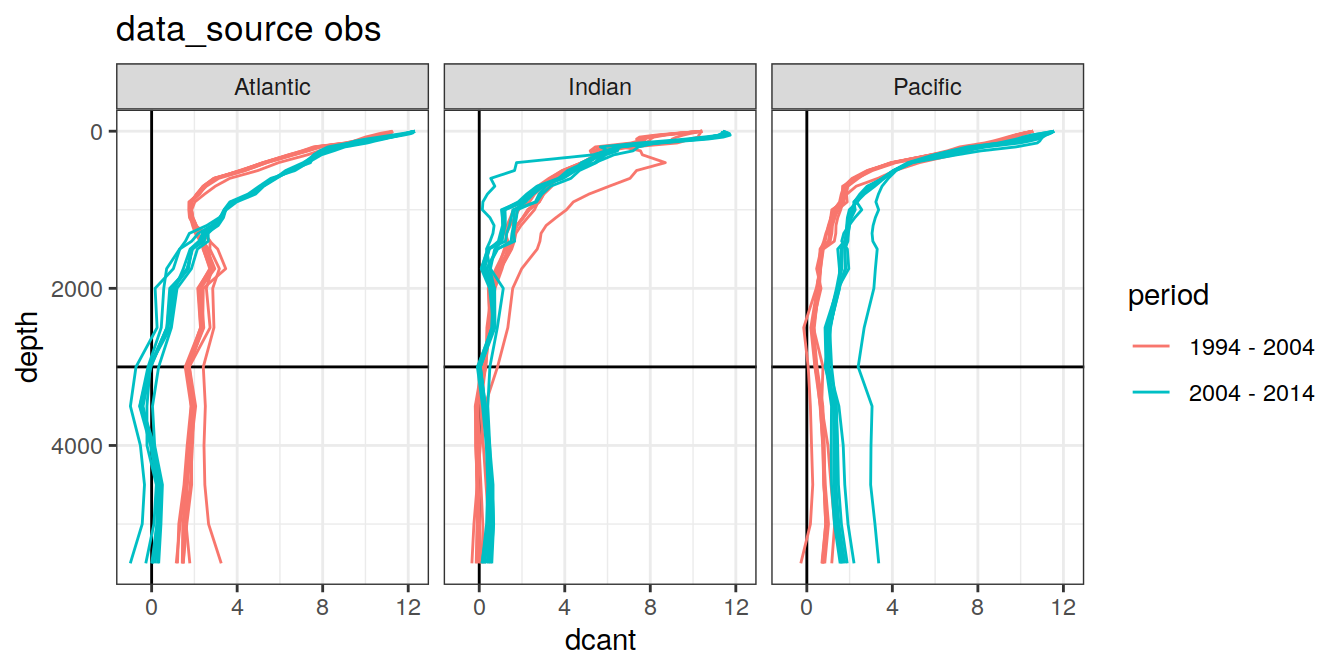 data_source obs
Atlantic Indian Pacific
0
2000
4000
depth
0 4 8 12 0 4 8 12 0 4 8 12
dcant
period
1994 - 2004
2004 - 2014